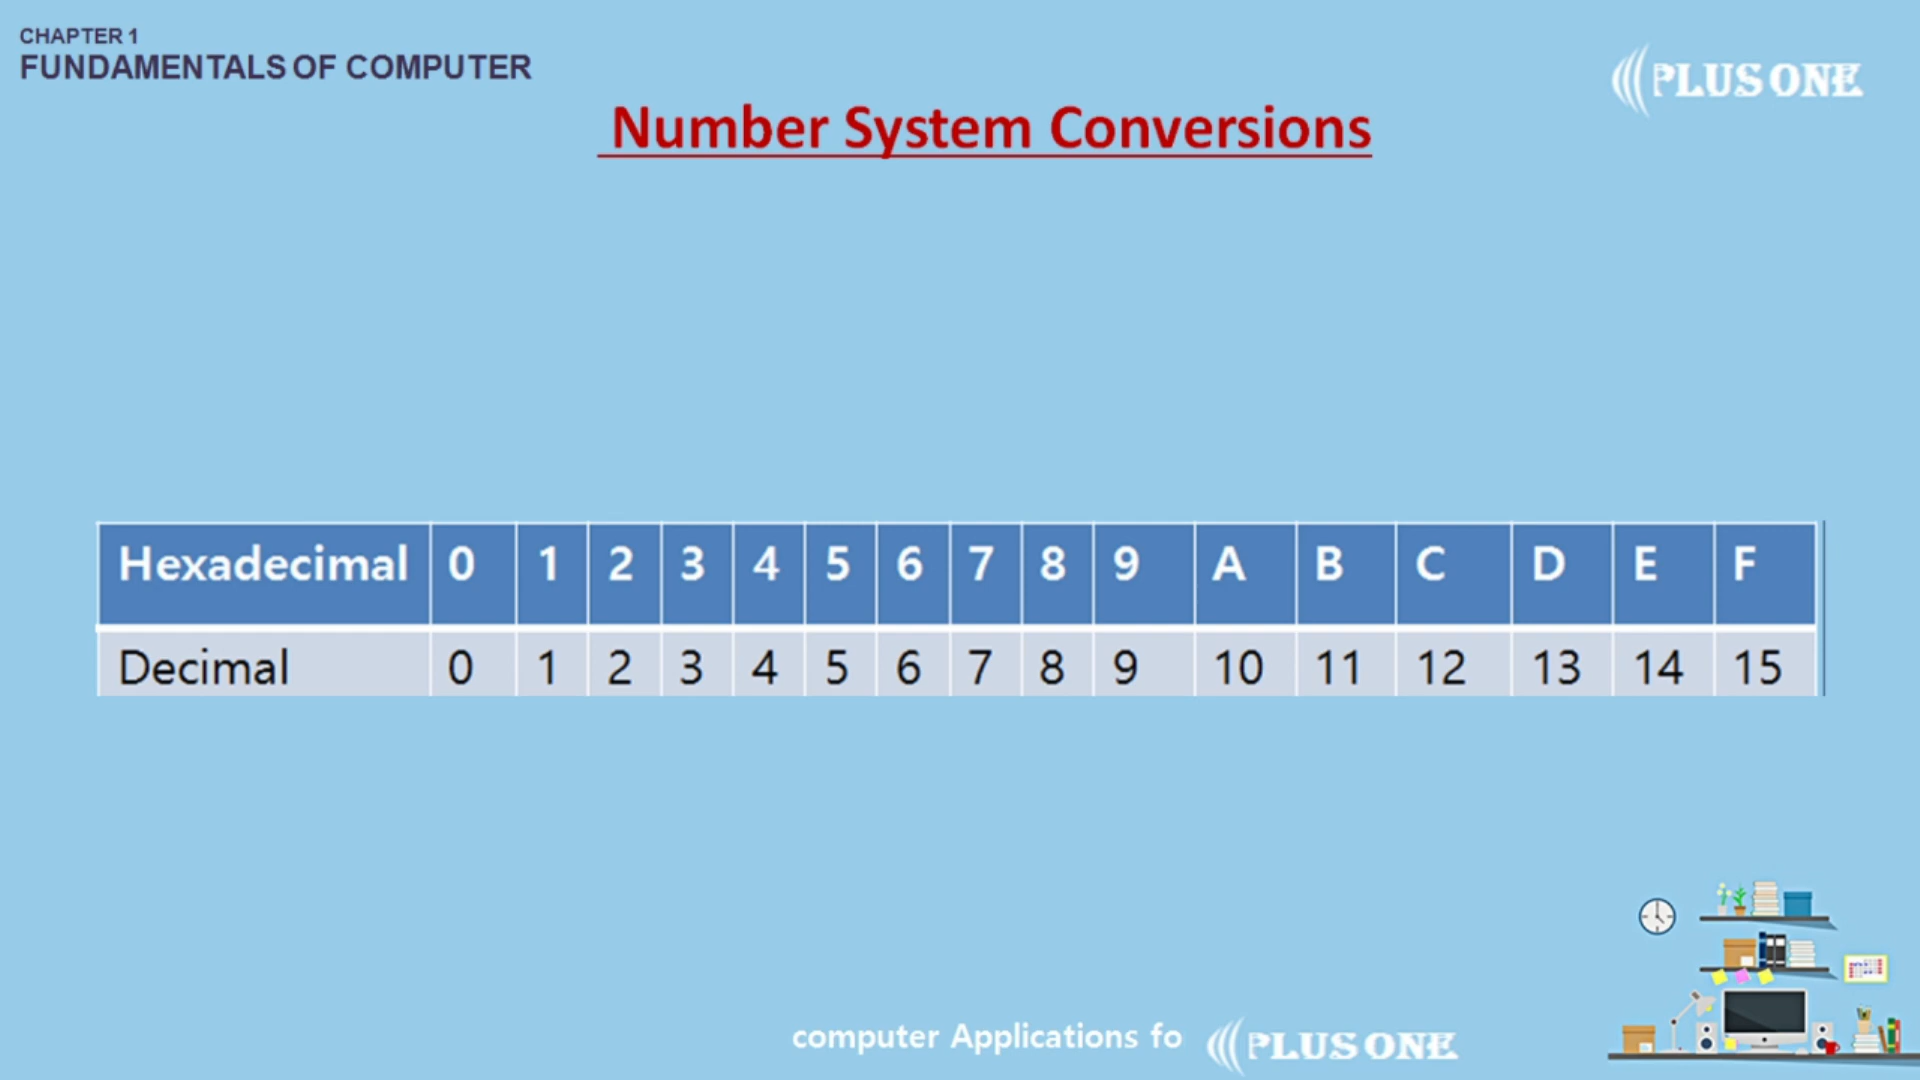 CHAPTER 1
FUNDAMENTALS OF COMPUTER
PLUS ONE
Number System Conversions
Hexadecimal 0 1 2 3 4 5 6 7 8 9 A B C D E F
Decimal 0 1 2 3 4 5 6 7 8 9 10 11 12 13 14 15
computer Applications fo PLUS ONE